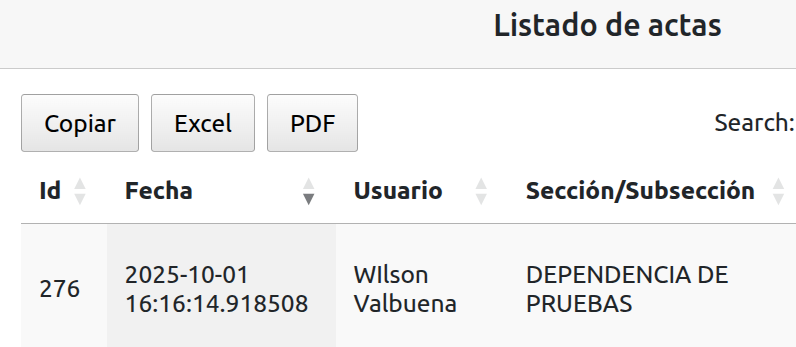 Listado de actas
Copiar Excel PDF Search:
Id Fecha Usuario Sección/Subsección
276 2025-10-01 16:16:14.918508 WIlson Valbuena DEPENDENCIA DE PRUEBAS